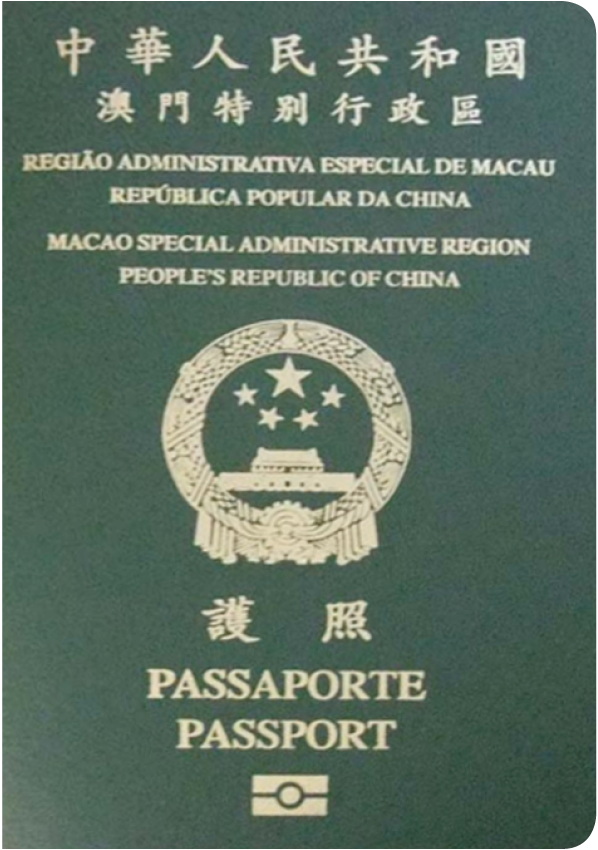 中華人民共和國
澳門特別行政區
REGIÃO ADMINISTRATIVA ESPECIAL DE MACAU
REPÚBLICA POPULAR DA CHINA
MACAO SPECIAL ADMINISTRATIVE REGION
PEOPLE'S REPUBLIC OF CHINA
護照
PASSAPORTE
PASSPORT